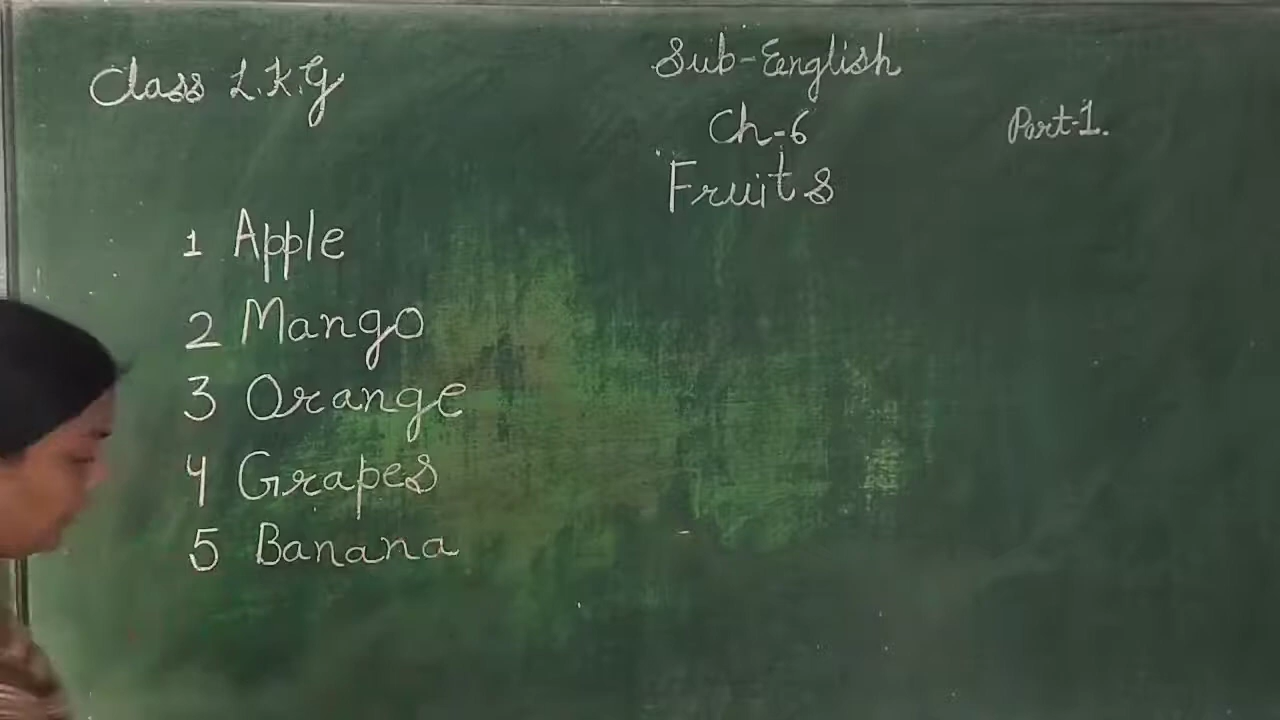 Class L.K.G
Sub-English
Ch-6
Part-1.
Fruits
1 Apple
2 Mango
3 Orange
4 Grapes
5 Banana